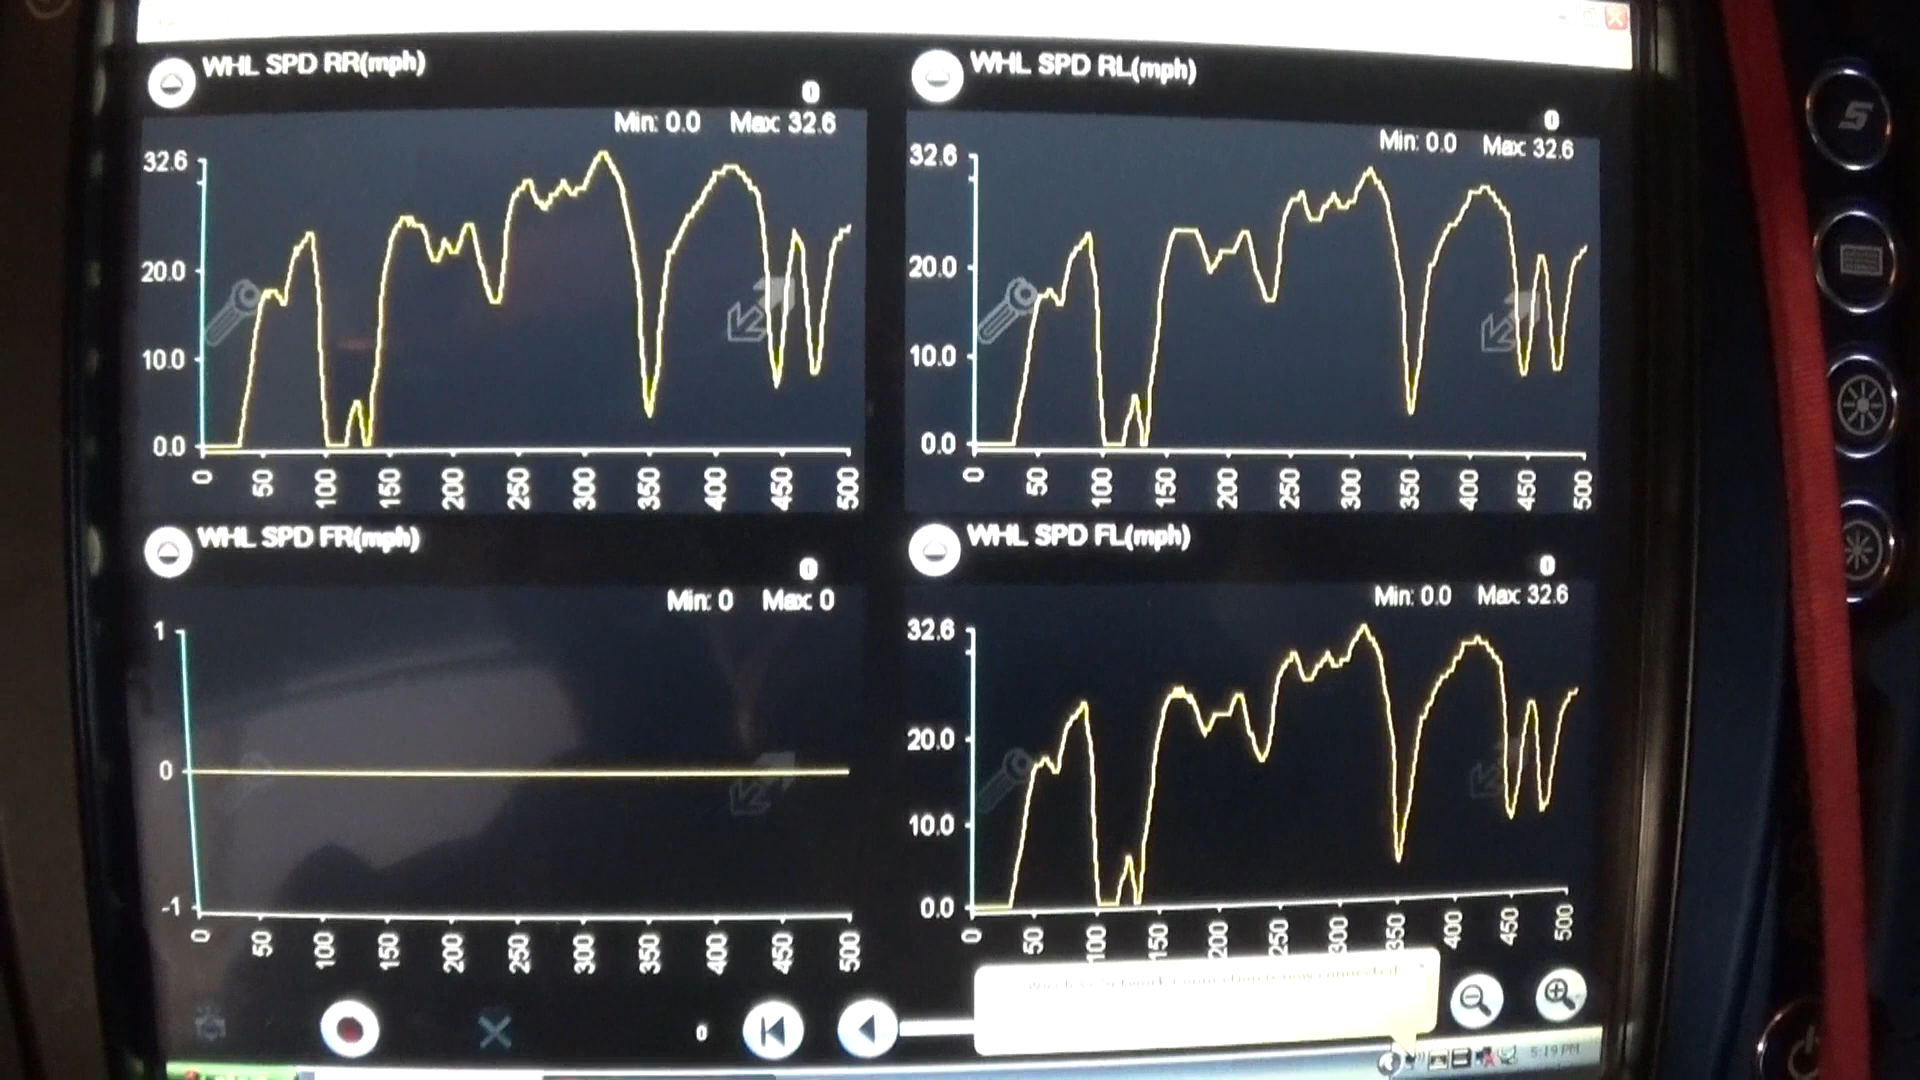 WHL SPD RR(mph)
0
Min: 0.0 Max: 32.6
32.6
20.0
10.0
0.0
0 50 100 150 200 250 300 350 400 450 500
WHL SPD RL(mph)
0
Min: 0.0 Max: 32.6
32.6
20.0
10.0
0.0
0 50 100 150 200 250 300 350 400 450 500
WHL SPD FR(mph)
0
Min: 0 Max: 0
1
0
-1
0 50 100 150 200 250 300 350 400 450 500
WHL SPD FL(mph)
0
Min: 0.0 Max: 32.6
32.6
20.0
10.0
0.0
0 50 100 150 200 250 300 350 400 450 500
0
5:19 PM
S